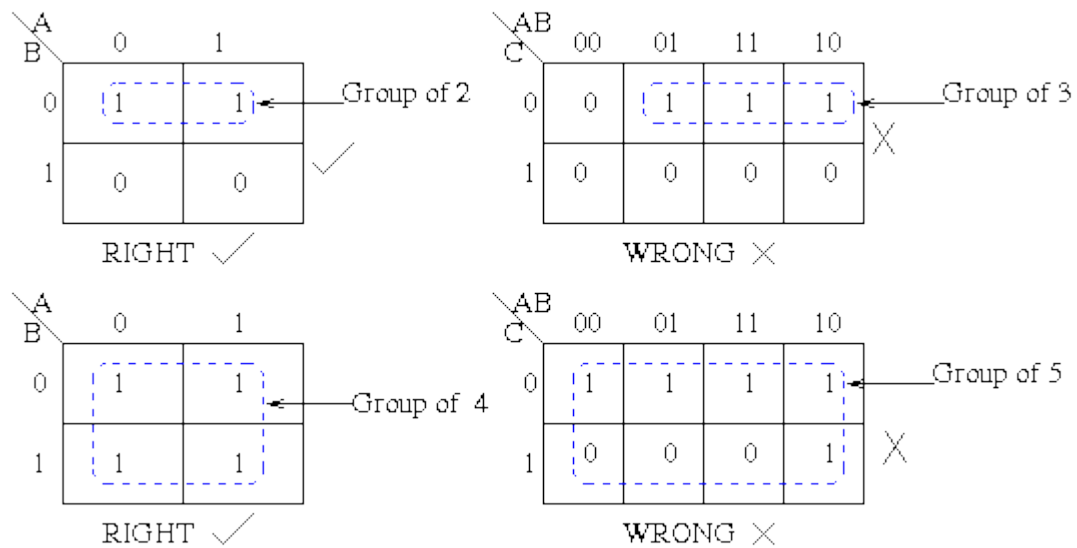 A
B
0 1
0 1 1 Group of 2
1 0 0
RIGHT
AB
C
00 01 11 10
0 0 1 1 1 Group of 3
1 0 0 0 0
WRONG
A
B
0 1
0 1 1
Group of 4
1 1 1
RIGHT
AB
C
00 01 11 10
0 1 1 1 1 Group of 5
1 0 0 0 1
WRONG